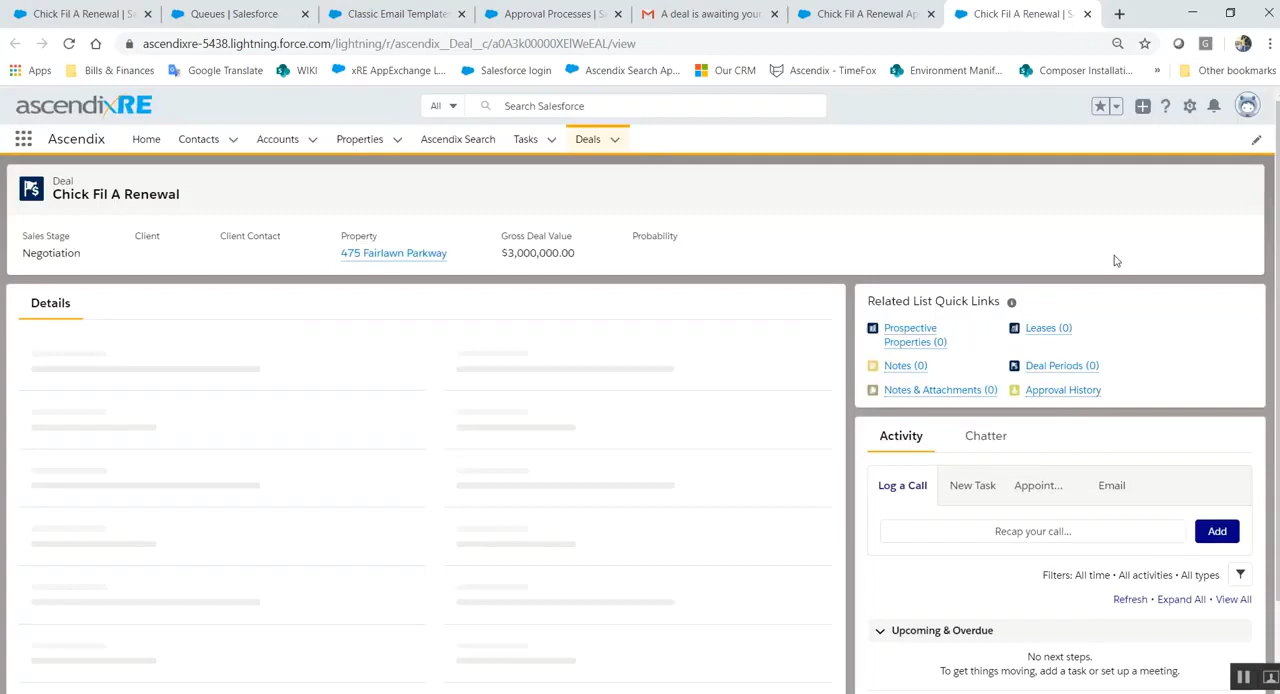 Chick Fil A Renewal | S
Queues | Salesforce
Classic Email Template
Approval Processes | S
A deal is awaiting your
Chick Fil A Renewal Ap
Chick Fil A Renewal | S
ascendixre-5438.lightning.force.com/lightning/r/ascendix__Deal__c/a0A3k00000XElWeEAL/view
Apps
Bills & Finances
Google Translate
WIKI
xRE AppExchange L...
Salesforce login
Ascendix Search Ap...
Our CRM
Ascendix - TimeFox
Environment Manif...
Composer Installati...
»
Other bookmarks
ascendixRE
All
Search Salesforce
Ascendix
Home
Contacts
Accounts
Properties
Ascendix Search
Tasks
Deals
Deal
Chick Fil A Renewal
Sales Stage
Client
Client Contact
Property
Gross Deal Value
Probability
Negotiation
475 Fairlawn Parkway
$3,000,000.00
Details
Related List Quick Links
Prospective
Properties (0)
Leases (0)
Notes (0)
Deal Periods (0)
Notes & Attachments (0)
Approval History
Activity
Chatter
Log a Call
New Task
Appoint...
Email
Recap your call...
Add
Filters: All time • All activities • All types
Refresh • Expand All • View All
Upcoming & Overdue
No next steps.
To get things moving, add a task or set up a meeting.